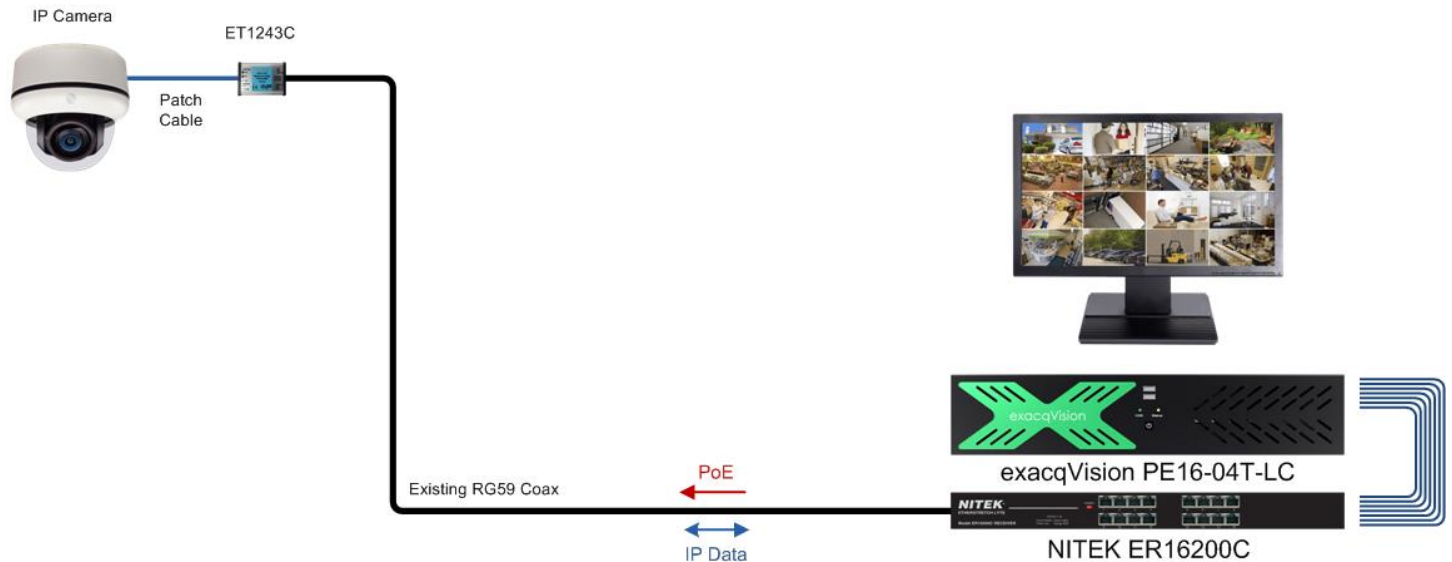 IP Camera
ET1243C
Patch
Cable
exacqVision
exacqVision PE16-04T-LC
PoE
Existing RG59 Coax
IP Data
NITEK
NITEK ER16200C